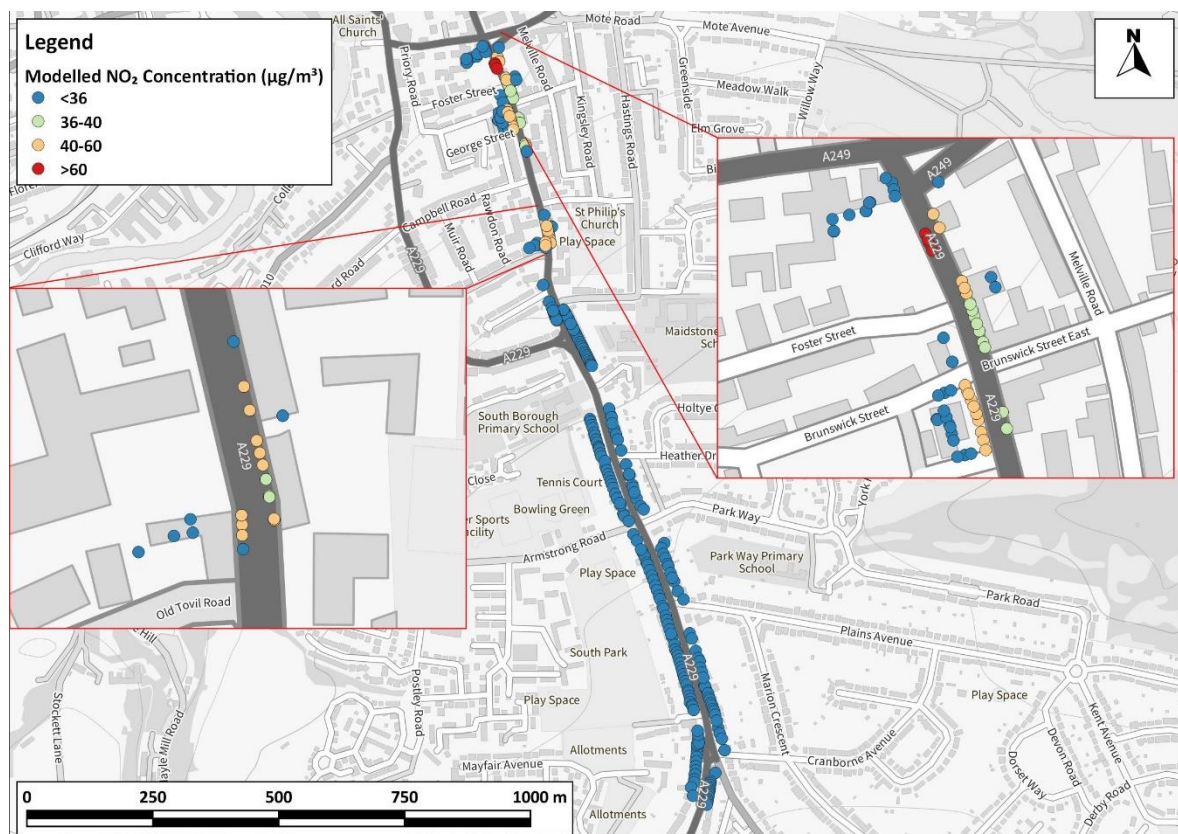 Legend
Modelled NO₂ Concentration (µg/m³)
<36
36-40
40-60
>60
All Saints'
Church
Priory Road
Melville Road
Mote Road
Mote Avenue
Willow Way
Greenside
Meadow Walk
Elm Grove
Foster Street
George Street
Kingsley Road
Hastings Road
N
Clifford Way
Campbell Road
Rawdon Road
Muir Road
A229
St Philip's
Church
Play Space
A249
A249
A229
Melville Road
Foster Street
Brunswick Street East
Brunswick Street
A229
A229
Old Tovil Road
A229
Maidstone
South Borough
Primary School
Holtye
Heather
Close
Tennis Court
Bowling Green
Armstrong Road
Park Way
Play Space
Park Way Primary
School
Park Road
Plains Avenue
South Park
A229
Play Space
Marion Crescent
Play Space
Postley Road
Stockett Lane
Hill
Mill Road
Allotments
Mayfair Avenue
Cranborne Avenue
Kent Avenue
Devon Road
Dorset Way
Derby Road
A229
Allotments
0 250 500 750 1000 m